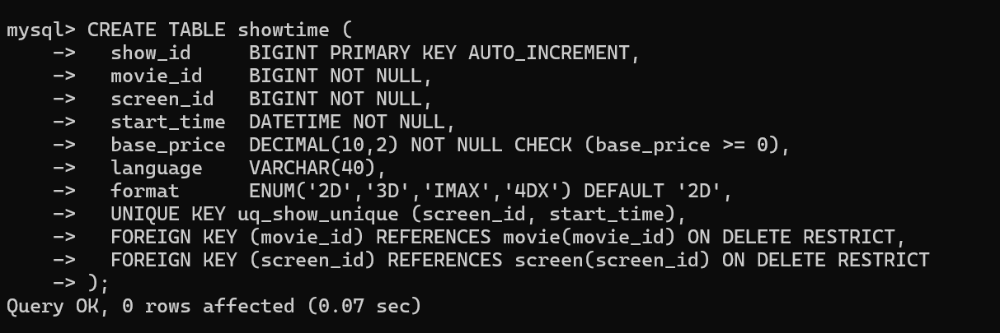 mysql> CREATE TABLE showtime (
    ->   show_id     BIGINT PRIMARY KEY AUTO_INCREMENT,
    ->   movie_id    BIGINT NOT NULL,
    ->   screen_id   BIGINT NOT NULL,
    ->   start_time  DATETIME NOT NULL,
    ->   base_price  DECIMAL(10,2) NOT NULL CHECK (base_price >= 0),
    ->   language    VARCHAR(40),
    ->   format      ENUM('2D','3D','IMAX','4DX') DEFAULT '2D',
    ->   UNIQUE KEY uq_show_unique (screen_id, start_time),
    ->   FOREIGN KEY (movie_id) REFERENCES movie(movie_id) ON DELETE RESTRICT,
    ->   FOREIGN KEY (screen_id) REFERENCES screen(screen_id) ON DELETE RESTRICT
    -> );
Query OK, 0 rows affected (0.07 sec)